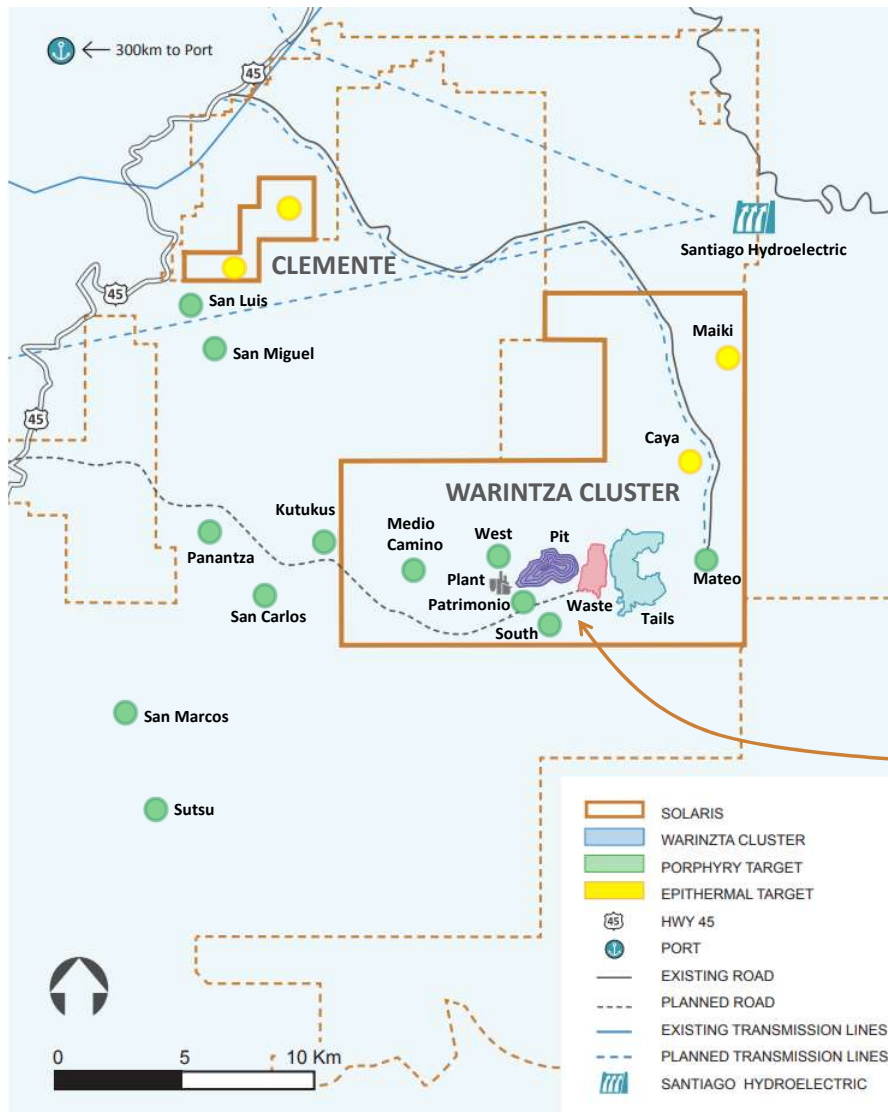 300km to Port
45
Santiago Hydroelectric
CLEMENTE
45
San Luis
Maiki
San Miguel
45
Caya
WARINTZA CLUSTER
Kutukus
Medio
Camino
West
Pit
Panantza
Plant
Mateo
San Carlos
Patrimonio
Waste
Tails
South
San Marcos
Sutsu
SOLARIS
WARINZTA CLUSTER
PORPHYRY TARGET
EPITHERMAL TARGET
45
HWY 45
PORT
EXISTING ROAD
PLANNED ROAD
EXISTING TRANSMISSION LINES
PLANNED TRANSMISSION LINES
SANTIAGO HYDROELECTRIC
0 5 10 Km